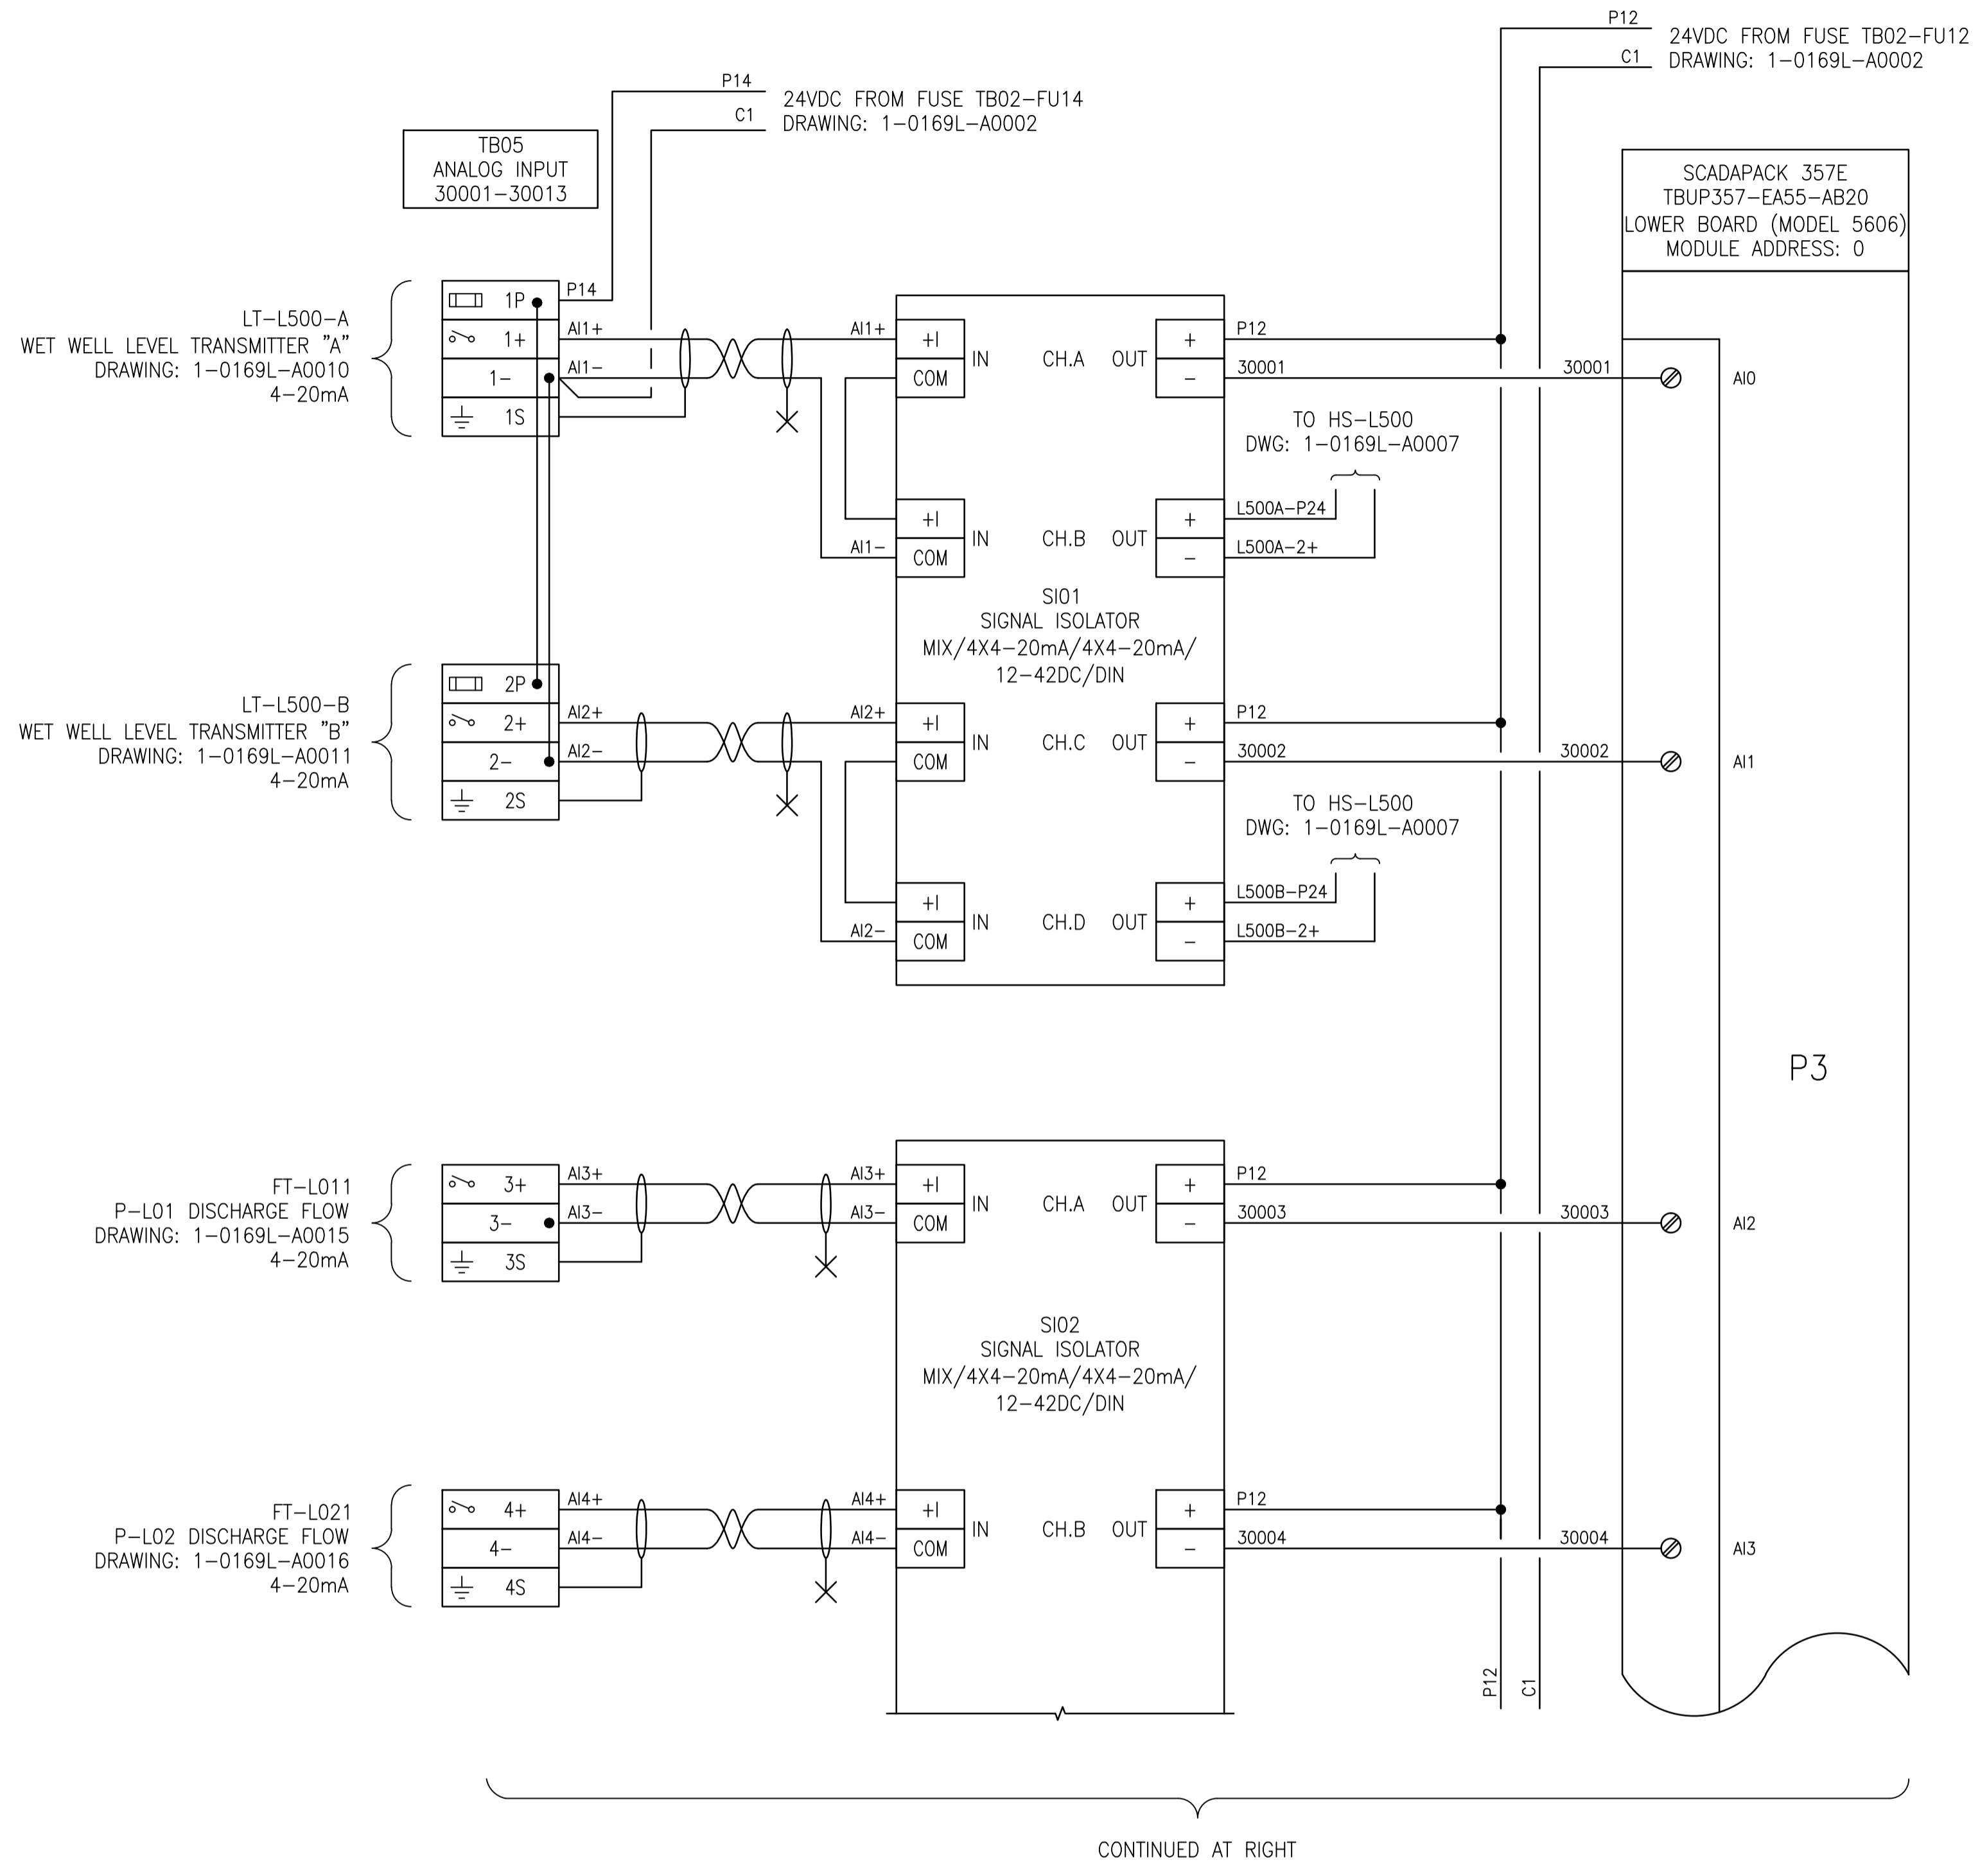 P12
24VDC FROM FUSE TB02-FU12
C1
DRAWING: 1-0169L-A0002
P14
24VDC FROM FUSE TB02-FU14
C1
DRAWING: 1-0169L-A0002
TB05
ANALOG INPUT
30001-30013
SCADAPACK 357E
TBUP357-EA55-AB20
LOWER BOARD (MODEL 5606)
MODULE ADDRESS: 0
LT-L500-A
WET WELL LEVEL TRANSMITTER "A"
DRAWING: 1-0169L-A0010
4-20mA
1P
P14
1+
AI1+
1-
AI1-
1S
AI1+
+I
COM
IN
CH.A
OUT
+
-
P12
30001
30001
AI0
TO HS-L500
DWG: 1-0169L-A0007
AI1-
+I
COM
IN
CH.B
OUT
+
-
L500A-P24
L500A-2+
SI01
SIGNAL ISOLATOR
MIX/4X4-20mA/4X4-20mA/
12-42DC/DIN
LT-L500-B
WET WELL LEVEL TRANSMITTER "B"
DRAWING: 1-0169L-A0011
4-20mA
2P
2+
AI2+
2-
AI2-
2S
AI2+
+I
COM
IN
CH.C
OUT
+
-
P12
30002
30002
AI1
TO HS-L500
DWG: 1-0169L-A0007
AI2-
+I
COM
IN
CH.D
OUT
+
-
L500B-P24
L500B-2+
P3
FT-L011
P-L01 DISCHARGE FLOW
DRAWING: 1-0169L-A0015
4-20mA
3+
AI3+
3-
AI3-
3S
AI3+
AI3-
+I
COM
IN
CH.A
OUT
+
-
P12
30003
30003
AI2
SI02
SIGNAL ISOLATOR
MIX/4X4-20mA/4X4-20mA/
12-42DC/DIN
FT-L021
P-L02 DISCHARGE FLOW
DRAWING: 1-0169L-A0016
4-20mA
4+
AI4+
4-
AI4-
4S
AI4+
AI4-
+I
COM
IN
CH.B
OUT
+
-
P12
30004
30004
AI3
P12
C1
CONTINUED AT RIGHT